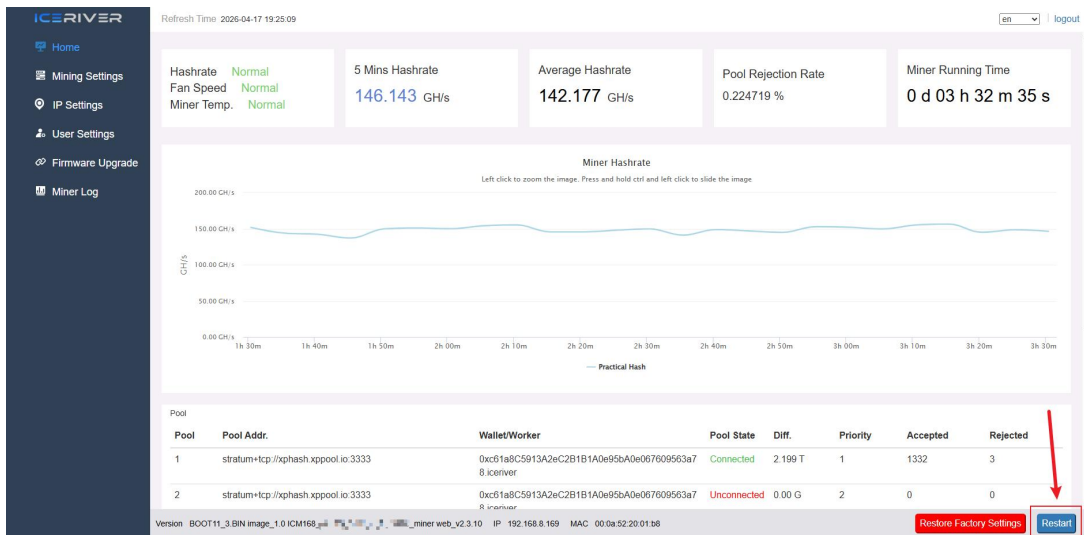 ICERIVER
Refresh Time 2026-04-17 19:25:09
en
logout
Home
Mining Settings
IP Settings
User Settings
Firmware Upgrade
Miner Log
Hashrate Normal
Fan Speed Normal
Miner Temp. Normal
5 Mins Hashrate
146.143 GH/s
Average Hashrate
142.177 GH/s
Pool Rejection Rate
0.224719 %
Miner Running Time
0 d 03 h 32 m 35 s
Miner Hashrate
Left click to zoom the image. Press and hold ctrl and left click to slide the image
200.00 GH/s
150.00 GH/s
100.00 GH/s
50.00 GH/s
0.00 GH/s
GH/s
1h 30m 1h 40m 1h 50m 2h 00m 2h 10m 2h 20m 2h 30m 2h 40m 2h 50m 3h 00m 3h 10m 3h 20m 3h 30m
Practical Hash
Pool
Pool Pool Addr. Wallet/Worker Pool State Diff. Priority Accepted Rejected
1 stratum+tcp://xphash.xppool.io:3333 0xc61a8C5913A2eC2B1B1A0e95bA0e067609563a7 Connected 2.199 T 1 1332 3
8.iceriver
2 stratum+tcp://xphash.xppool.io:3333 0xc61a8C5913A2eC2B1B1A0e95bA0e067609563a7 Unconnected 0.00 G 2 0 0
8.iceriver
Version BOOT11_3.BIN image_1.0 ICM168_ _miner web_v2.3.10 IP 192.168.8.169 MAC 00:0a:52:20:01:b8
Restore Factory Settings
Restart